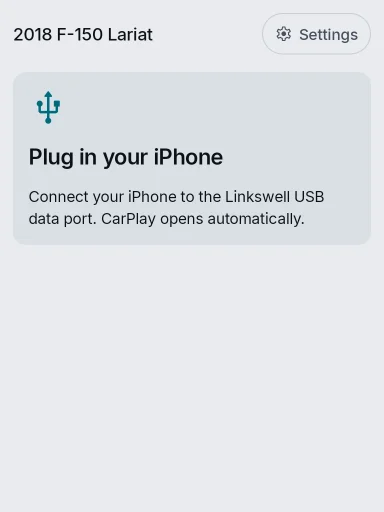 2018 F-150 Lariat
Settings
Plug in your iPhone
Connect your iPhone to the Linkswell USB
data port. CarPlay opens automatically.